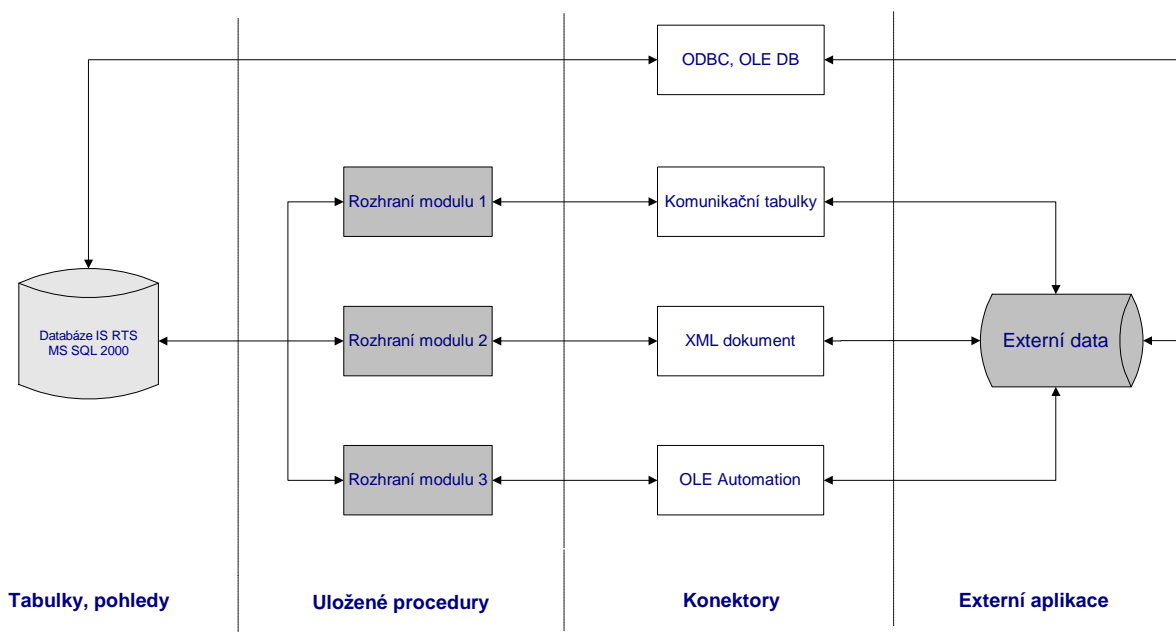 ODBC, OLE DB
Rozhraní modulu 1
Komunikační tabulky
Databáze IS RTS
MS SQL 2000
Rozhraní modulu 2
XML dokument
Externí data
Rozhraní modulu 3
OLE Automation
Tabulky, pohledy
Uložené procedury
Konektory
Externí aplikace